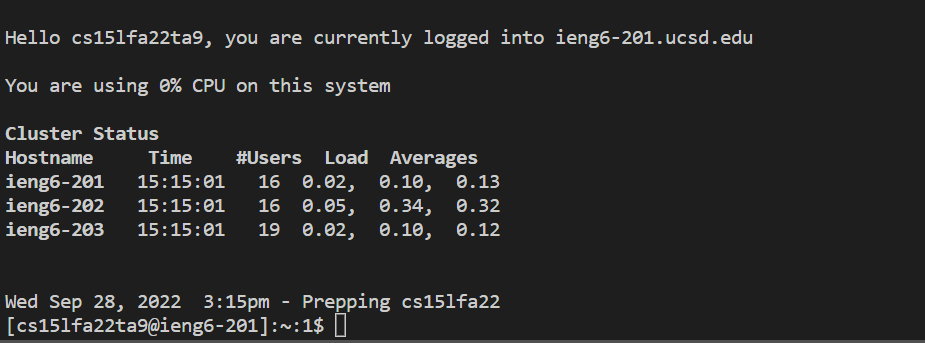 Hello cs15lfa22ta9, you are currently logged into ieng6-201.ucsd.edu
You are using 0% CPU on this system
Cluster Status
Hostname     Time    #Users  Load  Averages
ieng6-201   15:15:01   16  0.02,  0.10,  0.13
ieng6-202   15:15:01   16  0.05,  0.34,  0.32
ieng6-203   15:15:01   19  0.02,  0.10,  0.12
Wed Sep 28, 2022  3:15pm - Prepping cs15lfa22
[cs15lfa22ta9@ieng6-201]:~:1$